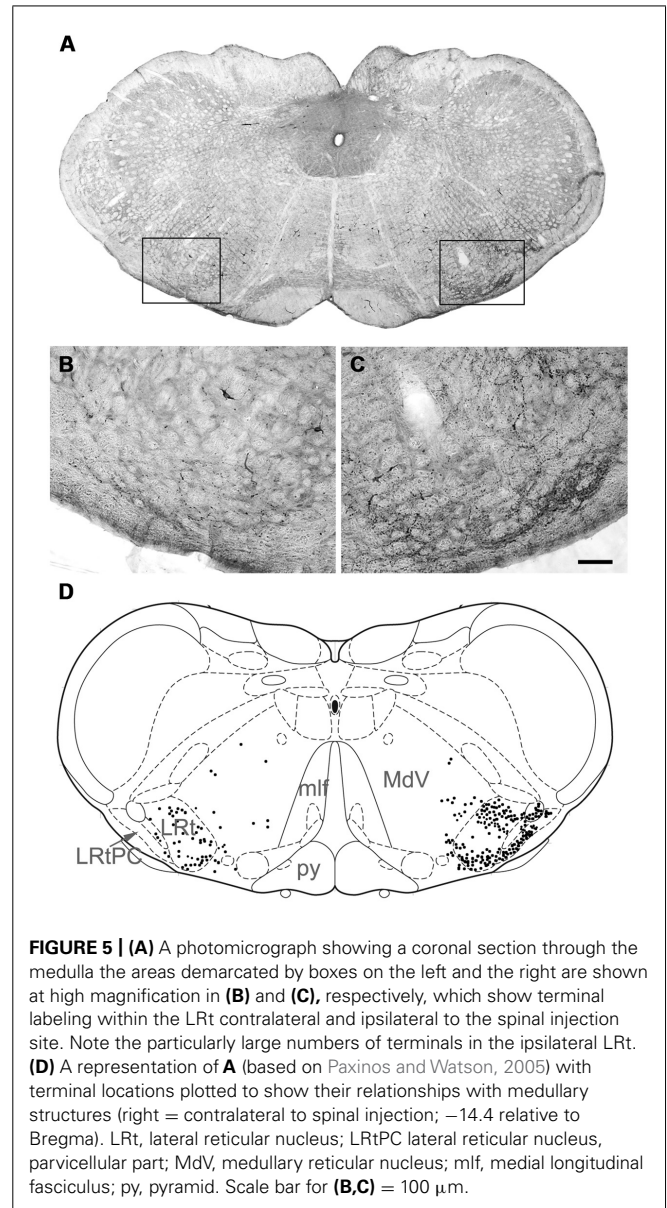 A
B
C
D
mlf
MdV
LRt
LRtPC
py
FIGURE 5 | (A) A photomicrograph showing a coronal section through the
medulla the areas demarcated by boxes on the left and the right are shown
at high magnification in (B) and (C), respectively, which show terminal
labeling within the LRt contralateral and ipsilateral to the spinal injection
site. Note the particularly large numbers of terminals in the ipsilateral LRt.
(D) A representation of A (based on Paxinos and Watson, 2005) with
terminal locations plotted to show their relationships with medullary
structures (right = contralateral to spinal injection; −14.4 relative to
Bregma). LRt, lateral reticular nucleus; LRtPC lateral reticular nucleus,
parvicellular part; MdV, medullary reticular nucleus; mlf, medial longitudinal
fasciculus; py, pyramid. Scale bar for (B,C) = 100 μm.